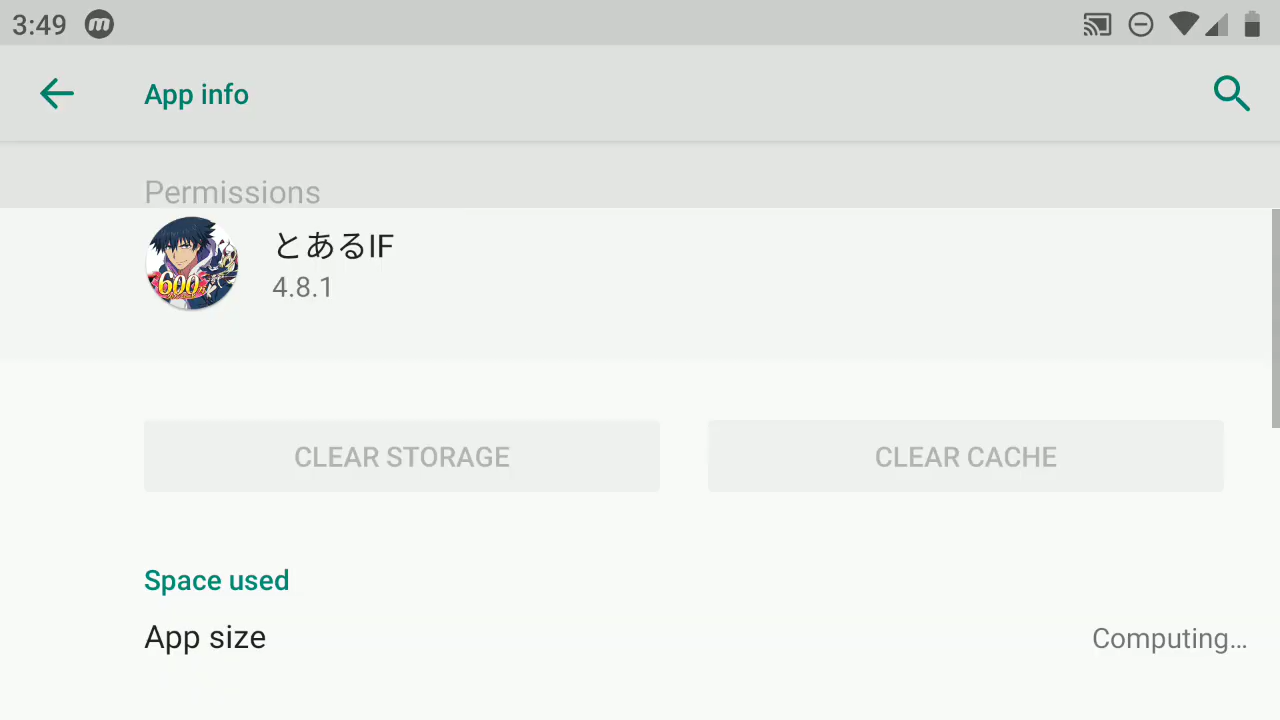 3:49
App info
Permissions
とあるIF
4.8.1
600
CLEAR STORAGE
CLEAR CACHE
Space used
App size
Computing...